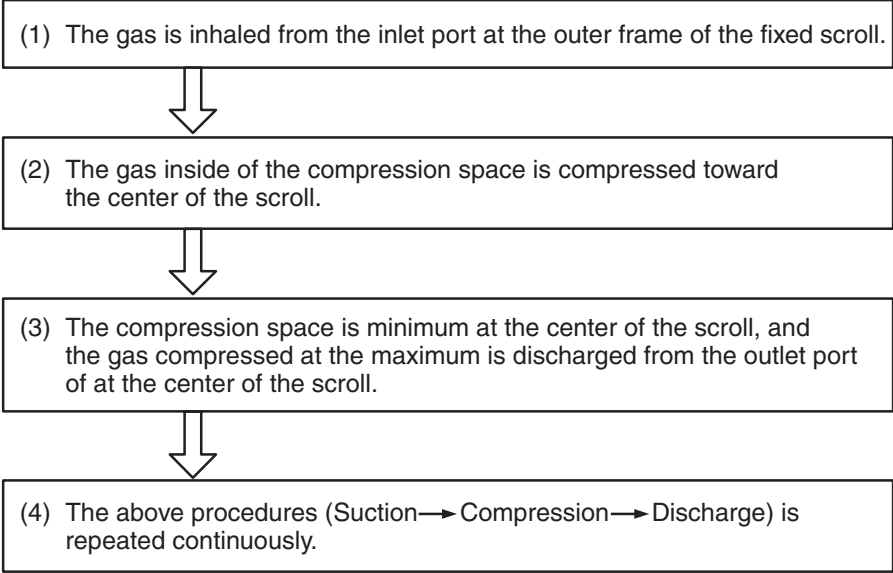 (1) The gas is inhaled from the inlet port at the outer frame of the fixed scroll.
(2) The gas inside of the compression space is compressed toward
the center of the scroll.
(3) The compression space is minimum at the center of the scroll, and
the gas compressed at the maximum is discharged from the outlet port
of at the center of the scroll.
(4) The above procedures (Suction→Compression→Discharge) is
repeated continuously.